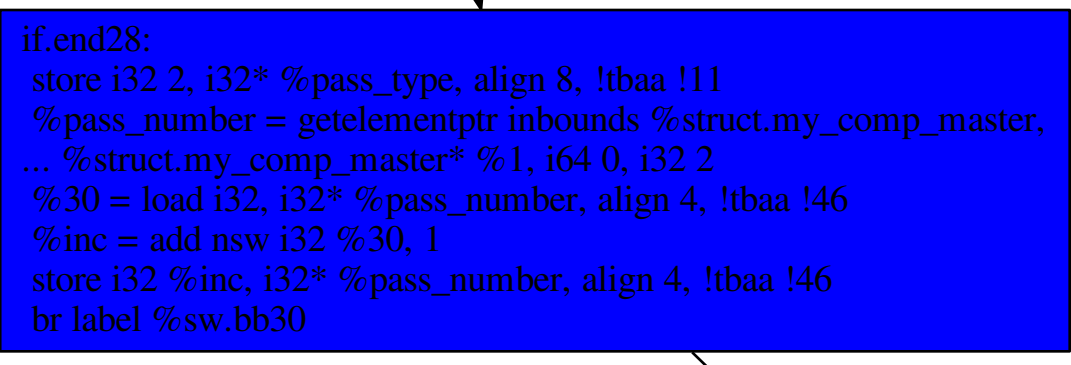 if.end28:
store i32 2, i32* %pass_type, align 8, !tbaa !11
%pass_number = getelementptr inbounds %struct.my_comp_master,
... %struct.my_comp_master* %1, i64 0, i32 2
%30 = load i32, i32* %pass_number, align 4, !tbaa !46
%inc = add nsw i32 %30, 1
store i32 %inc, i32* %pass_number, align 4, !tbaa !46
br label %sw.bb30